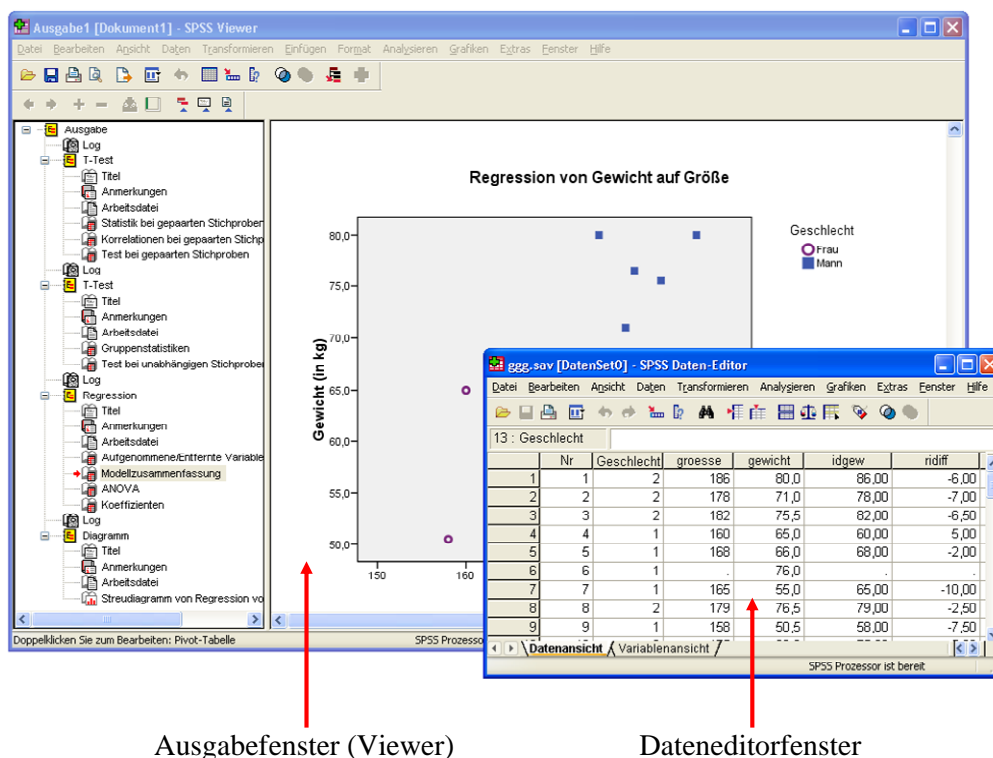 Ausgabe1 [Dokument1] - SPSS Viewer
Datei Bearbeiten Ansicht Daten Transformieren Einfügen Format Analysieren Grafiken Extras Fenster Hilfe
Ausgabe
Log
T-Test
Titel
Anmerkungen
Arbeitsdatei
Statistik bei gepaarten Stichproben
Korrelationen bei gepaarten Stichp
Test bei gepaarten Stichproben
Log
T-Test
Titel
Anmerkungen
Arbeitsdatei
Gruppenstatistiken
Test bei unabhängigen Stichproben
Log
Regression
Titel
Anmerkungen
Arbeitsdatei
Aufgenommene/Entfernte Variable
Modellzusammenfassung
ANOVA
Koeffizienten
Log
Diagramm
Titel
Anmerkungen
Arbeitsdatei
Streudiagramm von Regression vo
Doppelklicken Sie zum Bearbeiten: Pivot-Tabelle SPSS Prozesso
Regression von Gewicht auf Größe
Geschlecht
Frau
Mann
Gewicht (in kg)
80,0
75,0
70,0
65,0
60,0
55,0
50,0
150 160
ggg.sav [DatenSet0] - SPSS Daten-Editor
Datei Bearbeiten Ansicht Daten Transformieren Analysieren Grafiken Extras Fenster Hilfe
13 : Geschlecht
Nr Geschlecht groesse gewicht idgew ridiff
1 1 2 186 80,0 86,00 -6,00
2 2 2 178 71,0 78,00 -7,00
3 3 2 182 75,5 82,00 -6,50
4 4 1 160 65,0 60,00 5,00
5 5 1 168 66,0 68,00 -2,00
6 6 1 . 76,0 . .
7 7 1 165 55,0 65,00 -10,00
8 8 2 179 76,5 79,00 -2,50
9 9 1 158 50,5 58,00 -7,50
Datenansicht Variablenansicht
SPSS Prozessor ist bereit
Ausgabefenster (Viewer) Dateneditorfenster